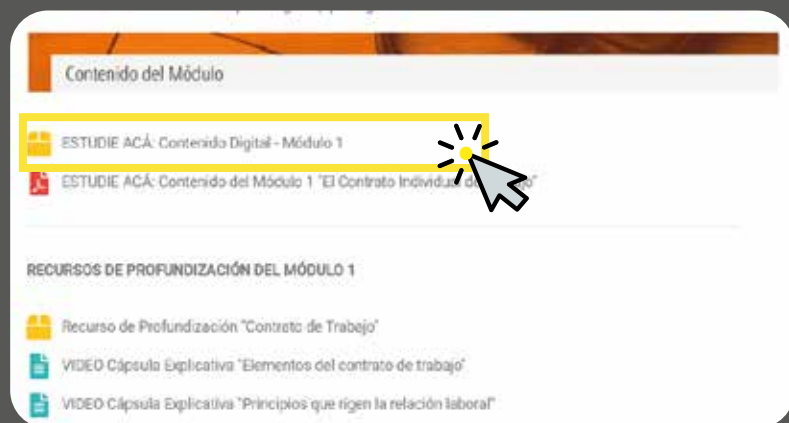 Contenido del Módulo
ESTUDIE ACÁ: Contenido Digital - Módulo 1
ESTUDIE ACÁ: Contenido del Módulo 1 "El Contrato Individual de
RECURSOS DE PROFUNDIZACIÓN DEL MÓDULO 1
Recurso de Profundización "Contrato de Trabajo"
VIDEO Cápsula Explicativa "Elementos del contrato de trabajo"
VIDEO Cápsula Explicativa "Principios que rigen la relación laboral"